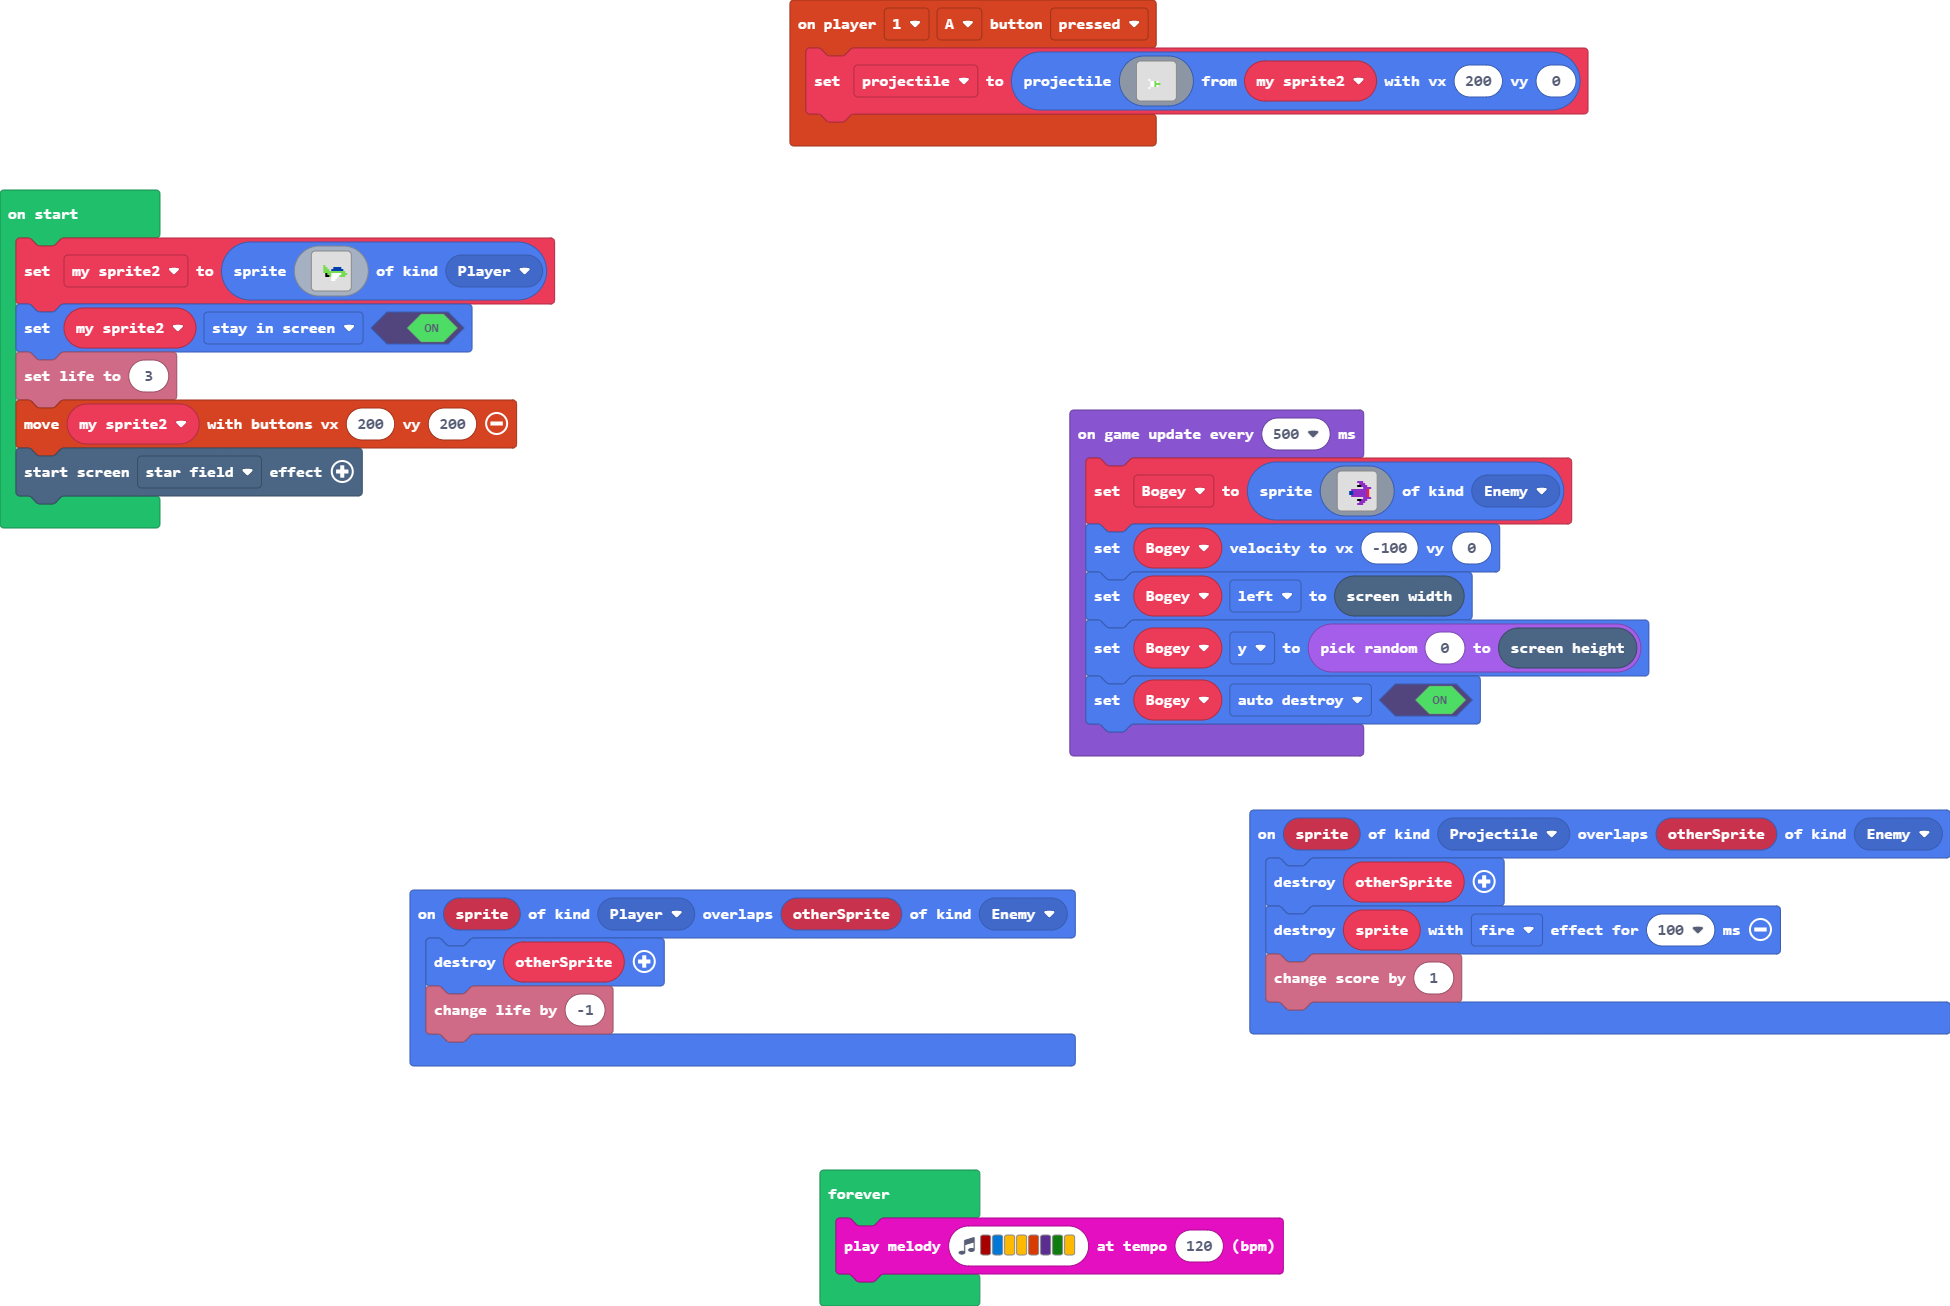 on player 1 A button pressed
set projectile to projectile from my sprite2 with vx 200 vy 0
on start
set my sprite2 to sprite of kind Player
set my sprite2 stay in screen ON
set life to 3
move my sprite2 with buttons vx 200 vy 200
start screen star field effect
on game update every 500 ms
set Bogey to sprite of kind Enemy
set Bogey velocity to vx -100 vy 0
set Bogey left to screen width
set Bogey y to pick random 0 to screen height
set Bogey auto destroy ON
on sprite of kind Projectile overlaps otherSprite of kind Enemy
destroy otherSprite
destroy sprite with fire effect for 100 ms
change score by 1
on sprite of kind Player overlaps otherSprite of kind Enemy
destroy otherSprite
change life by -1
forever
play melody at tempo 120 (bpm)